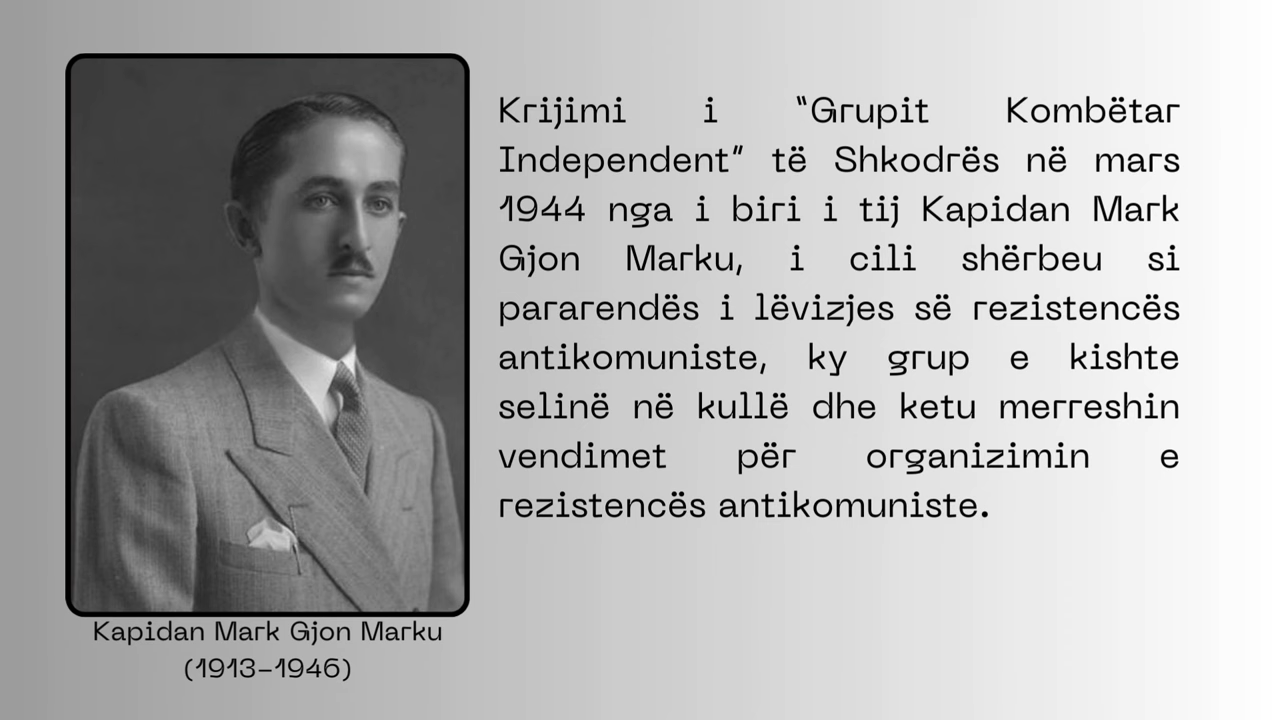 Krijimi i “Grupit Kombëtar
Independent” të Shkodrës në mars
1944 nga i biri i tij Kapidan Mark
Gjon Marku, i cili shërbeu si
pararendës i lëvizjes së rezistencës
antikomuniste, ky grup e kishte
selinë në kullë dhe ketu merreshin
vendimet për organizimin e
rezistencës antikomuniste.
Kapidan Mark Gjon Marku
(1913–1946)